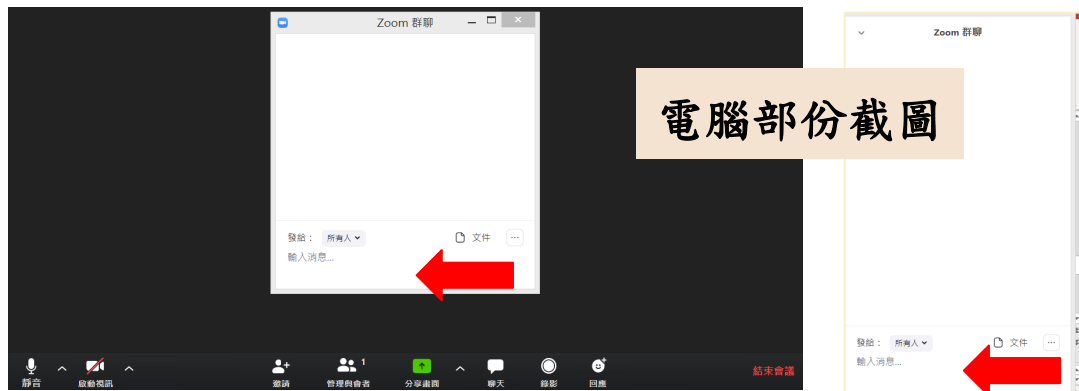 Zoom 群聊
發給： 所有人 文件 ...
輸入消息...
靜音 啟動視訊 邀請 管理與會者 1 分享畫面 聊天 錄影 回應 結束會議
電腦部份截圖
Zoom 群聊
發給： 所有人 文件 ...
輸入消息...